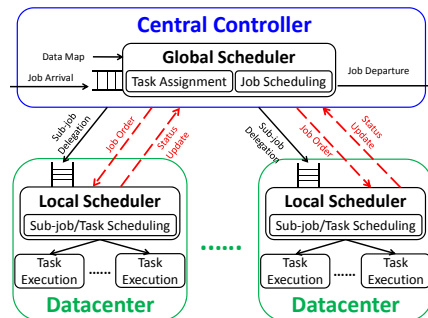 Central Controller
Data Map
Global Scheduler
Job Arrival
Task Assignment
Job Scheduling
Job Departure
Sub-job
Delegation
Job Order
Status
Update
Sub-job
Delegation
Job Order
Status
Update
Local Scheduler
Sub-job/Task Scheduling
Task
Execution
......
Task
Execution
Datacenter
......
Local Scheduler
Sub-job/Task Scheduling
Task
Execution
......
Task
Execution
Datacenter